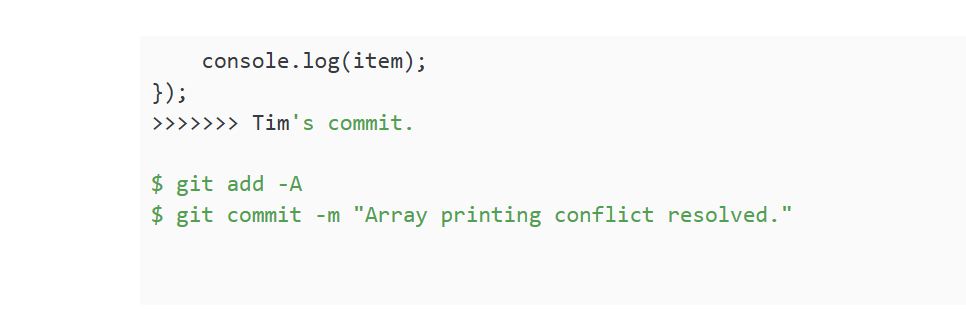 console.log(item);
});
>>>>>>> Tim's commit.
$ git add -A
$ git commit -m "Array printing conflict resolved."